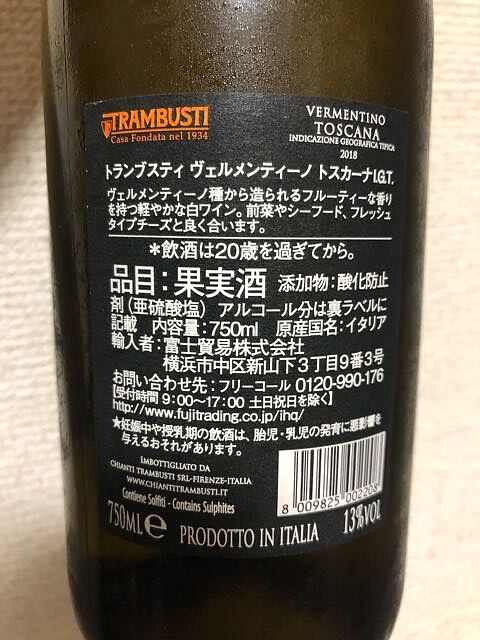 TRAMBUSTI
Casa Fondata nel 1934
VERMENTINO
TOSCANA
INDICAZIONE GEOGRAFICA TIPICA
2018
トランブスティ ヴェルメンティーノ トスカーナI.G.T.
ヴェルメンティーノ種から造られるフルーティーな香り
を持つ軽やかな白ワイン。前菜やシーフード、フレッシュ
タイプチーズと良く合います。
＊飲酒は20歳を過ぎてから。
品目：果実酒 添加物：酸化防止
剤（亜硫酸塩） アルコール分は裏ラベルに
記載 内容量：750ml 原産国名：イタリア
輸入者：富士貿易株式会社
横浜市中区新山下３丁目９番３号
お問い合わせ先：フリーコール 0120-990-176
【受付時間 9：00～17：00 土日祝日を除く】
http://www.fujitrading.co.jp/ihq/
★妊娠中や授乳期の飲酒は、胎児・乳児の発育に悪影響を
与えるおそれがあります。
IMBOTTIGLIATO DA
CHIANTI TRAMBUSTI SRL-FIRENZE-ITALIA
WWW.CHIANTITRAMBUSTI.IT
Contiene Solfiti - Contains Sulphites
8 009825 002208
750ML e PRODOTTO IN ITALIA 13%VOL